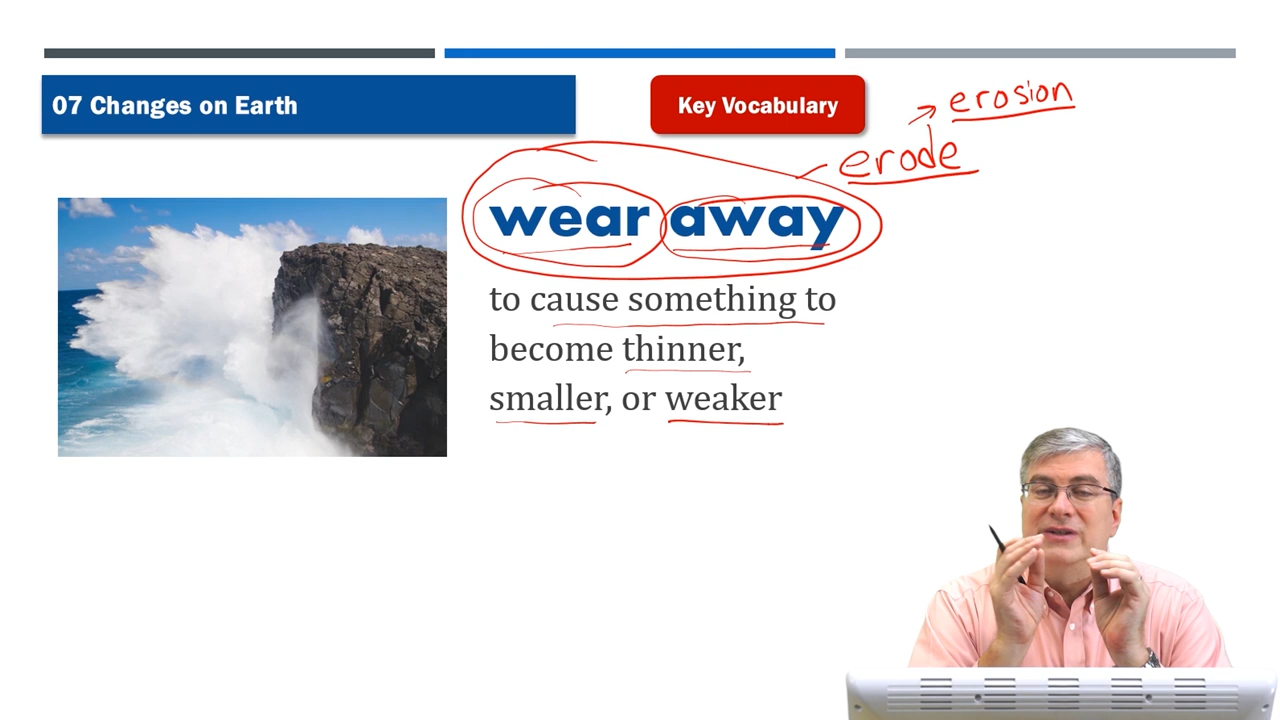 07 Changes on Earth
Key Vocabulary
erosion
erode
wear away
to cause something to
become thinner,
smaller, or weaker